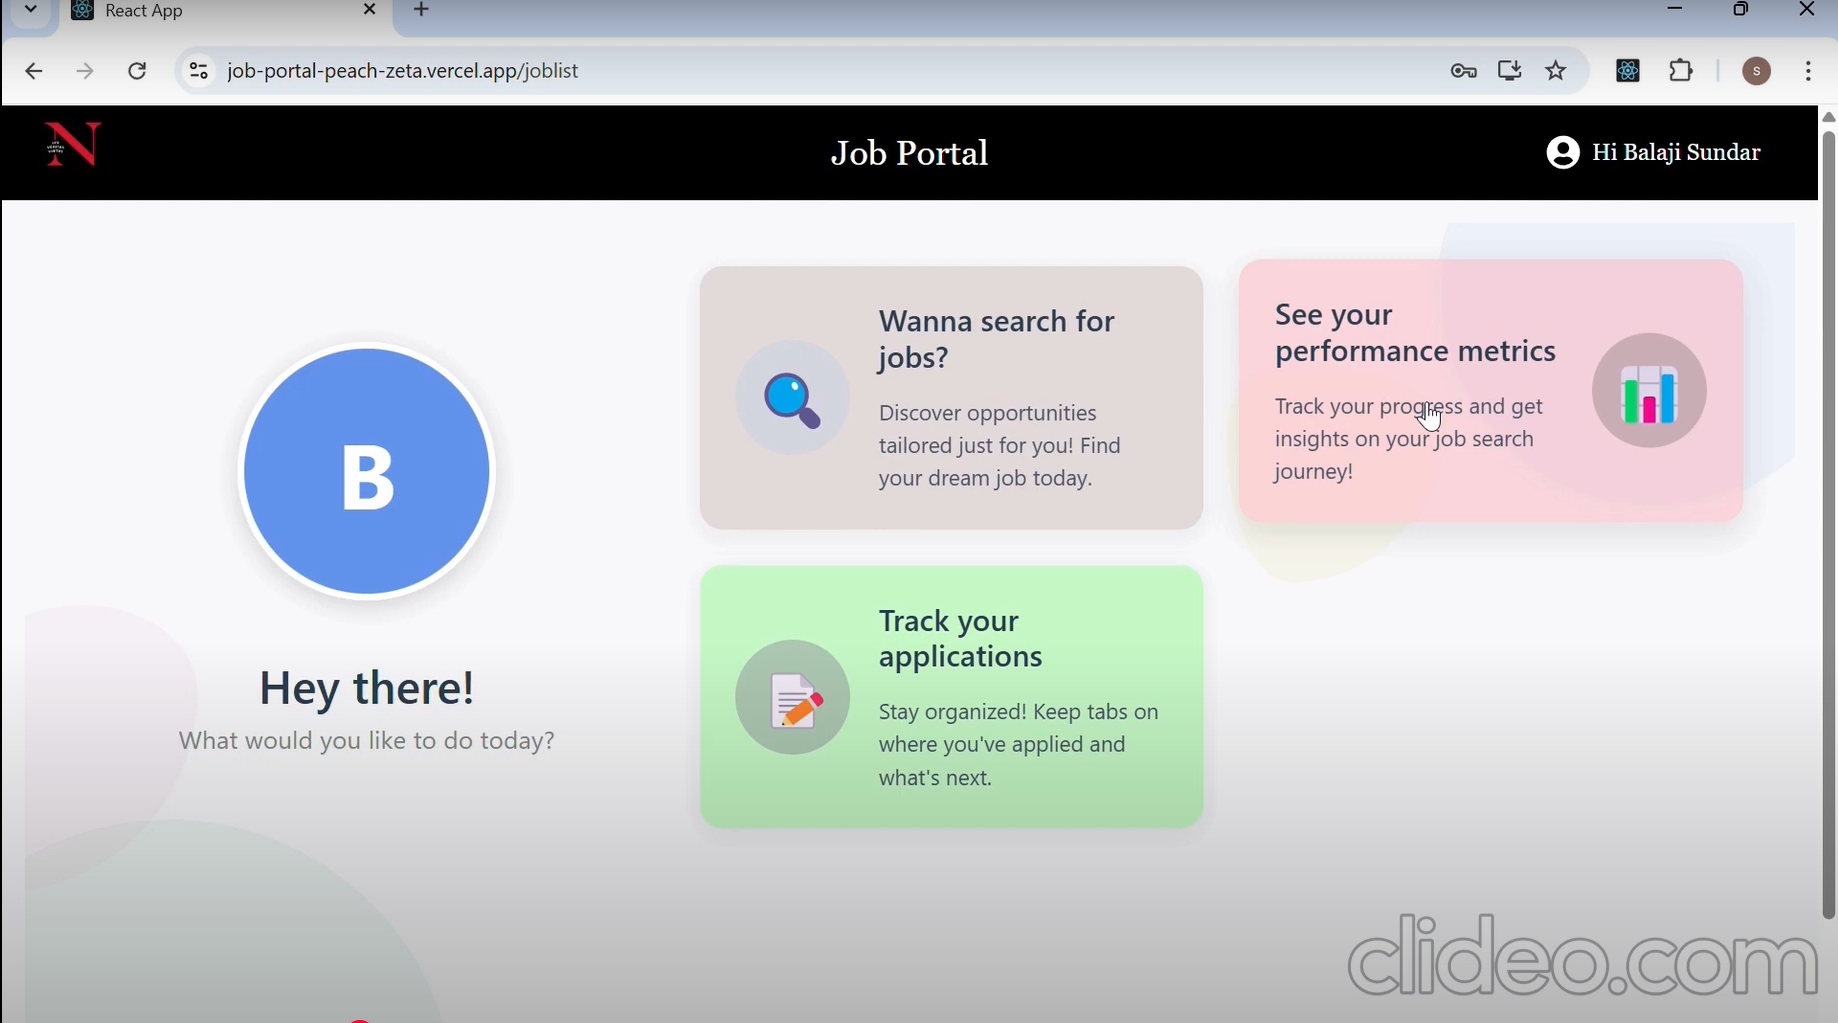 React App
job-portal-peach-zeta.vercel.app/joblist
S
N
Job Portal
Hi Balaji Sundar
B
Hey there!
What would you like to do today?
Wanna search for
jobs?
Discover opportunities
tailored just for you! Find
your dream job today.
See your
performance metrics
Track your progress and get
insights on your job search
journey!
Track your
applications
Stay organized! Keep tabs on
where you've applied and
what's next.
clideo.com